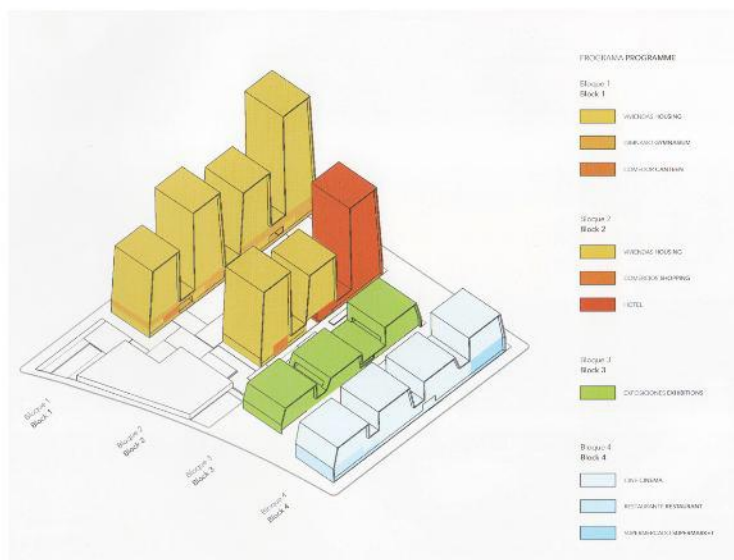 PROGRAMA PROGRAMME
Bloque 1
Block 1
VIVIENDAS HOUSING
GIMNASIO GYMNASIUM
COMEDOR CANTEEN
Bloque 2
Block 2
VIVIENDAS HOUSING
COMERCIOS SHOPPING
HOTEL
Bloque 3
Block 3
EXPOSICIONES EXHIBITIONS
Bloque 4
Block 4
CINE CINEMA
RESTAURANTE RESTAURANT
SUPERMERCADO SUPERMARKET
Bloque 1
Block 1
Bloque 2
Block 2
Bloque 3
Block 3
Bloque 4
Block 4